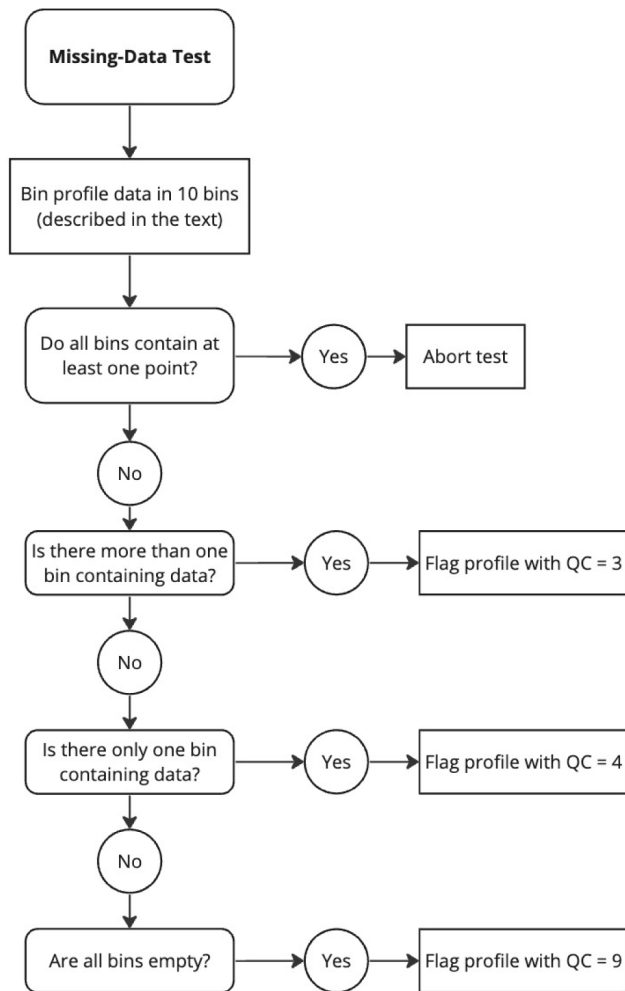 Missing-Data Test
Bin profile data in 10 bins
(described in the text)
Do all bins contain at
least one point?
Yes
Abort test
No
Is there more than one
bin containing data?
Yes
Flag profile with QC = 3
No
Is there only one bin
containing data?
Yes
Flag profile with QC = 4
No
Are all bins empty?
Yes
Flag profile with QC = 9